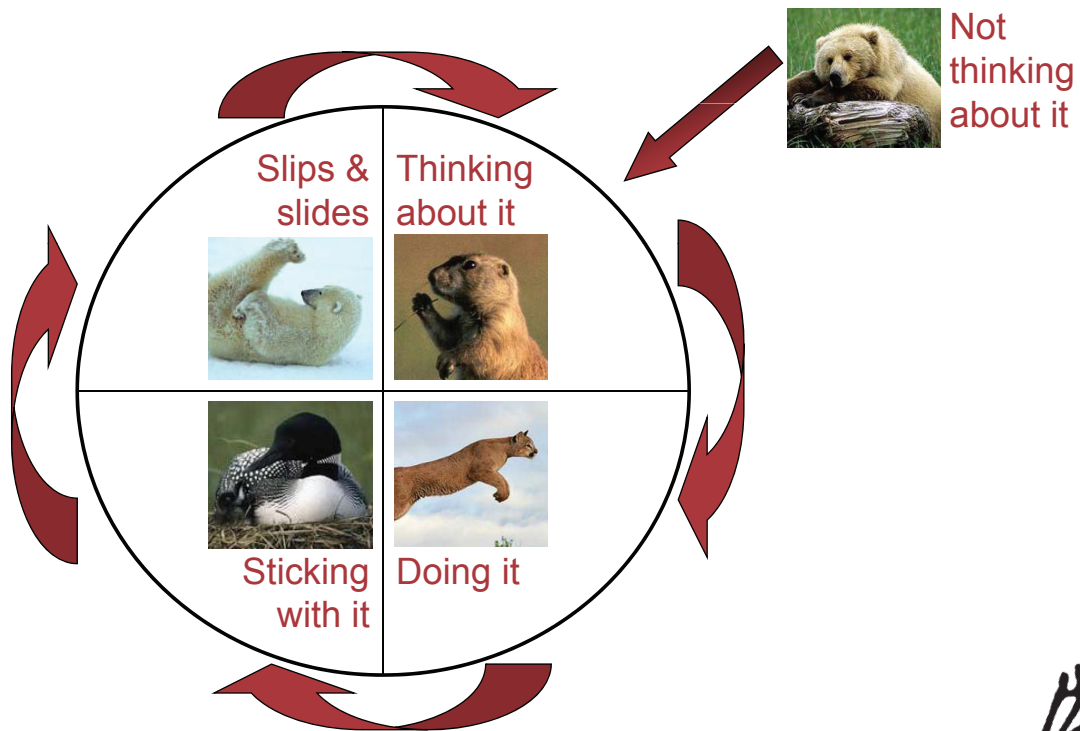 Not
thinking
about it
Slips &
slides
Thinking
about it
Sticking
with it
Doing it